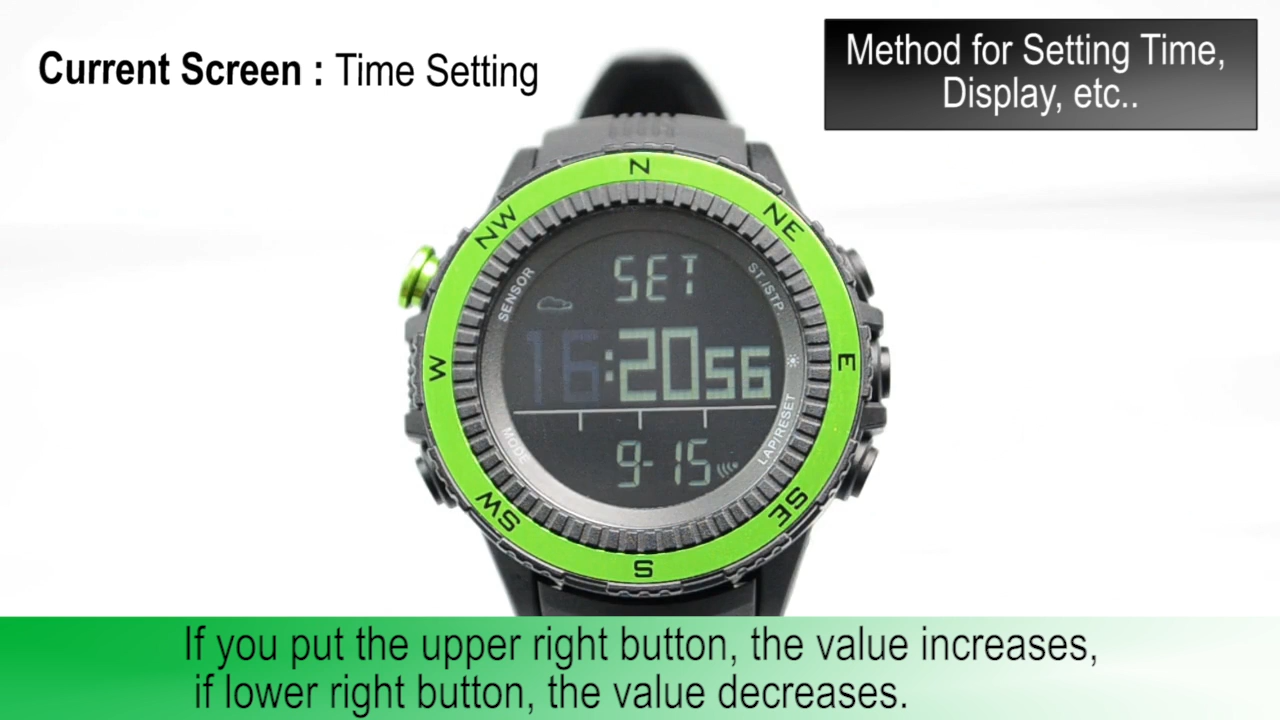 Current Screen : Time Setting
Method for Setting Time,
Display, etc..
N
NW
NE
SENSOR
SET
ST./STP.
W
16:20 56
E
MODE
9-15
LAP/RESET
SW
SE
S
If you put the upper right button, the value increases,
if lower right button, the value decreases.